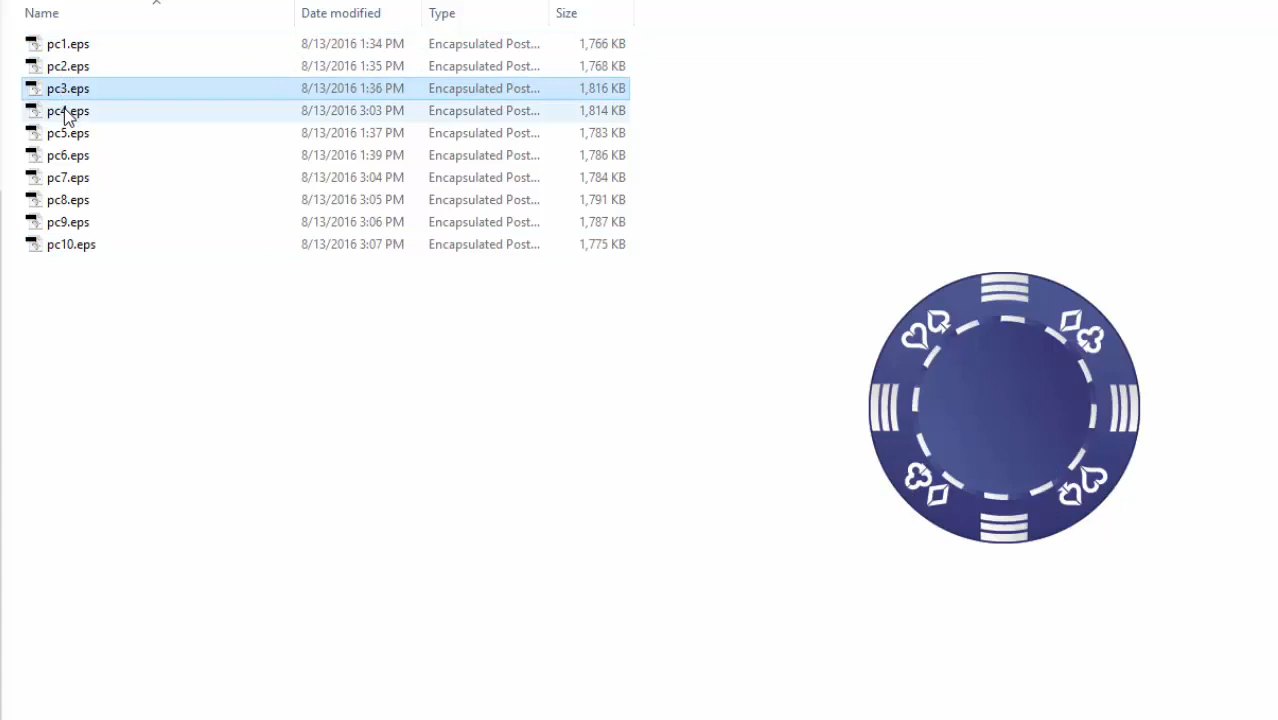 Name Date modified Type Size
pc1.eps 8/13/2016 1:34 PM Encapsulated Post... 1,766 KB
pc2.eps 8/13/2016 1:35 PM Encapsulated Post... 1,768 KB
pc3.eps 8/13/2016 1:36 PM Encapsulated Post... 1,816 KB
pc4.eps 8/13/2016 3:03 PM Encapsulated Post... 1,814 KB
pc5.eps 8/13/2016 1:37 PM Encapsulated Post... 1,783 KB
pc6.eps 8/13/2016 1:39 PM Encapsulated Post... 1,786 KB
pc7.eps 8/13/2016 3:04 PM Encapsulated Post... 1,784 KB
pc8.eps 8/13/2016 3:05 PM Encapsulated Post... 1,791 KB
pc9.eps 8/13/2016 3:06 PM Encapsulated Post... 1,787 KB
pc10.eps 8/13/2016 3:07 PM Encapsulated Post... 1,775 KB